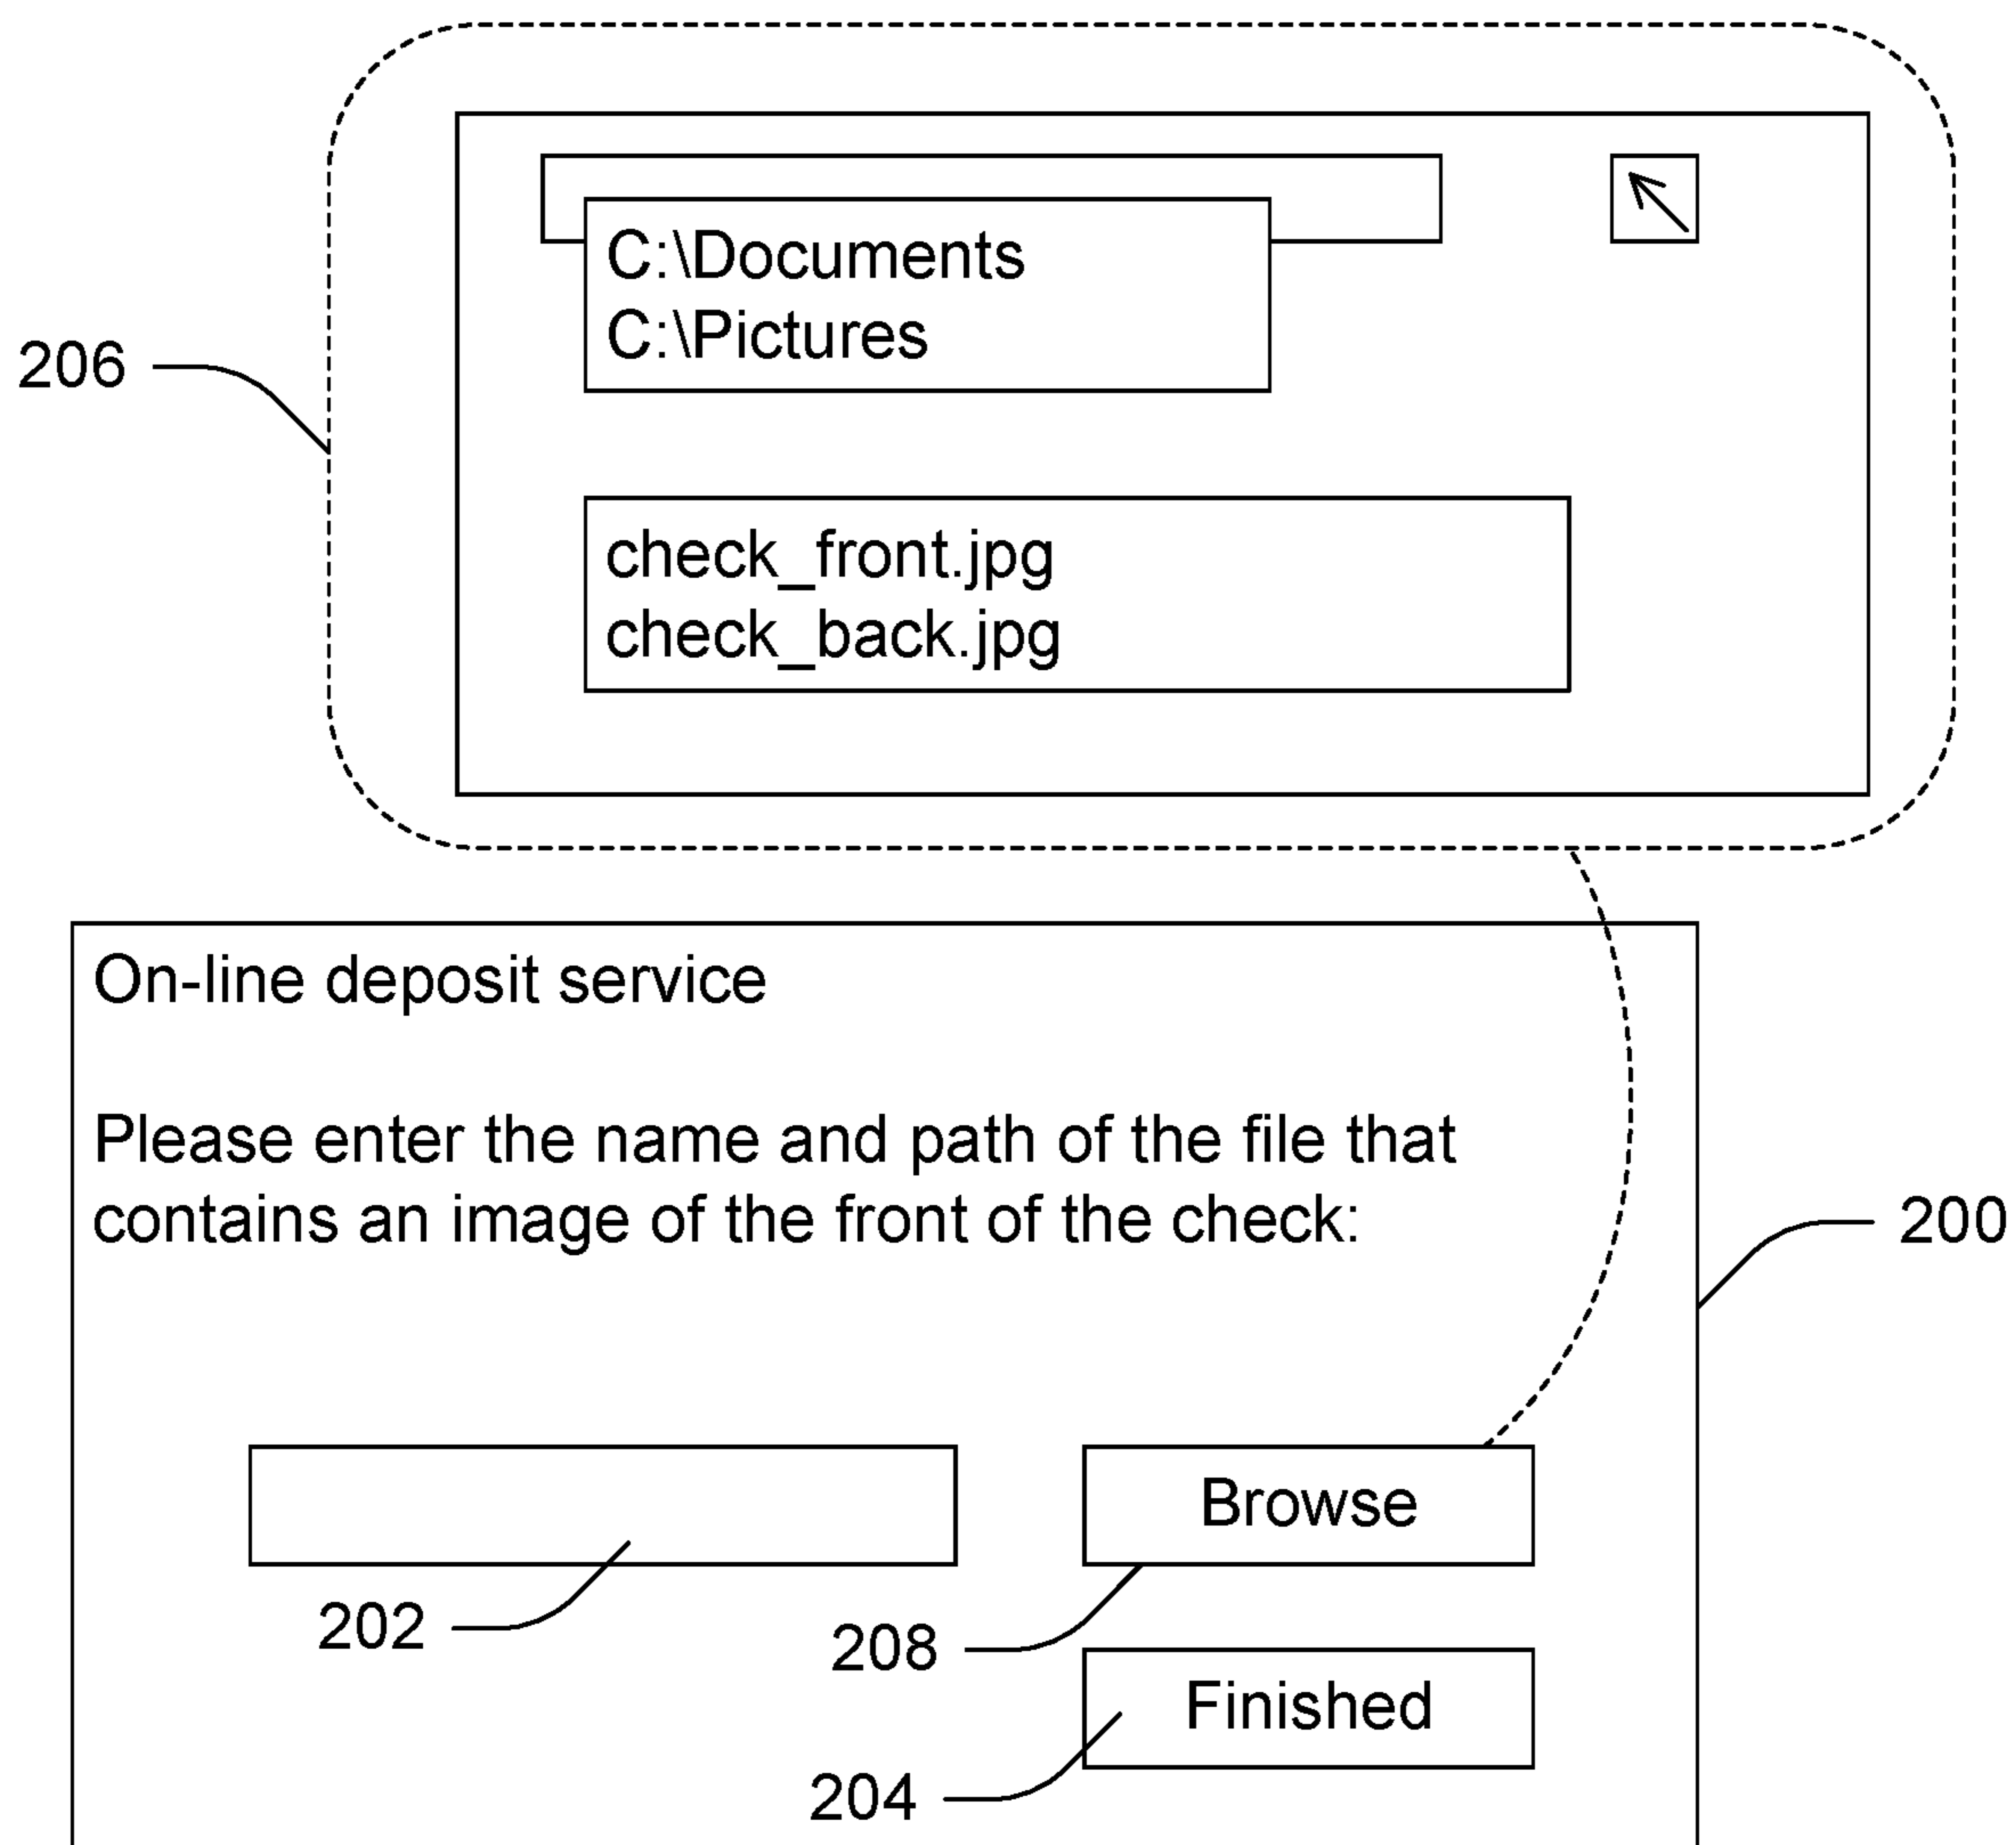 C:\Documents
C:\Pictures
206
check_front.jpg
check_back.jpg
On-line deposit service
Please enter the name and path of the file that
contains an image of the front of the check:
200
Browse
202
208
Finished
204